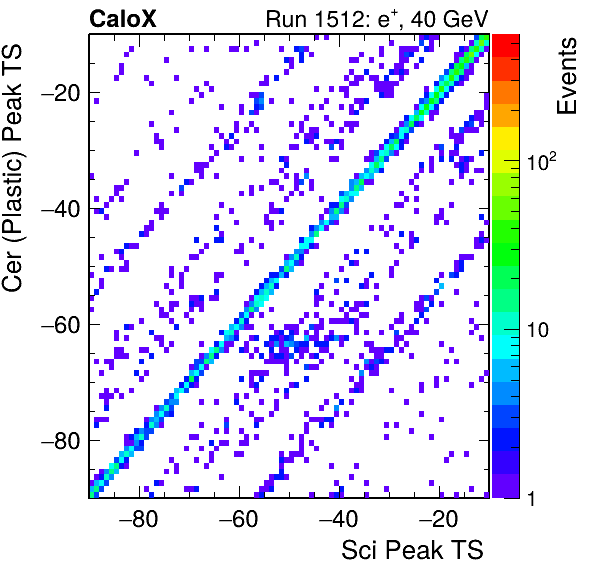 CaloX
Run 1512: e⁺, 40 GeV
Cer (Plastic) Peak TS
Events
−20
−40
−60
−80
10²
10
1
−80 −60 −40 −20
Sci Peak TS